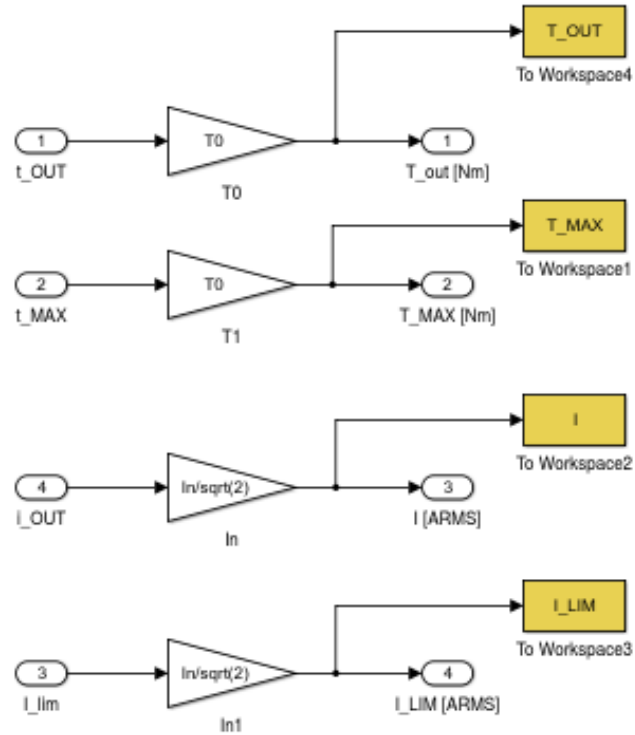 T_OUT
To Workspace4
1
T0
1
t_OUT
T_out [Nm]
T0
T_MAX
To Workspace1
2
T0
2
t_MAX
T_MAX [Nm]
T1
I
To Workspace2
4
In/sqrt(2)
3
i_OUT
I [ARMS]
In
I_LIM
To Workspace3
3
In/sqrt(2)
4
I_lim
I_LIM [ARMS]
In1